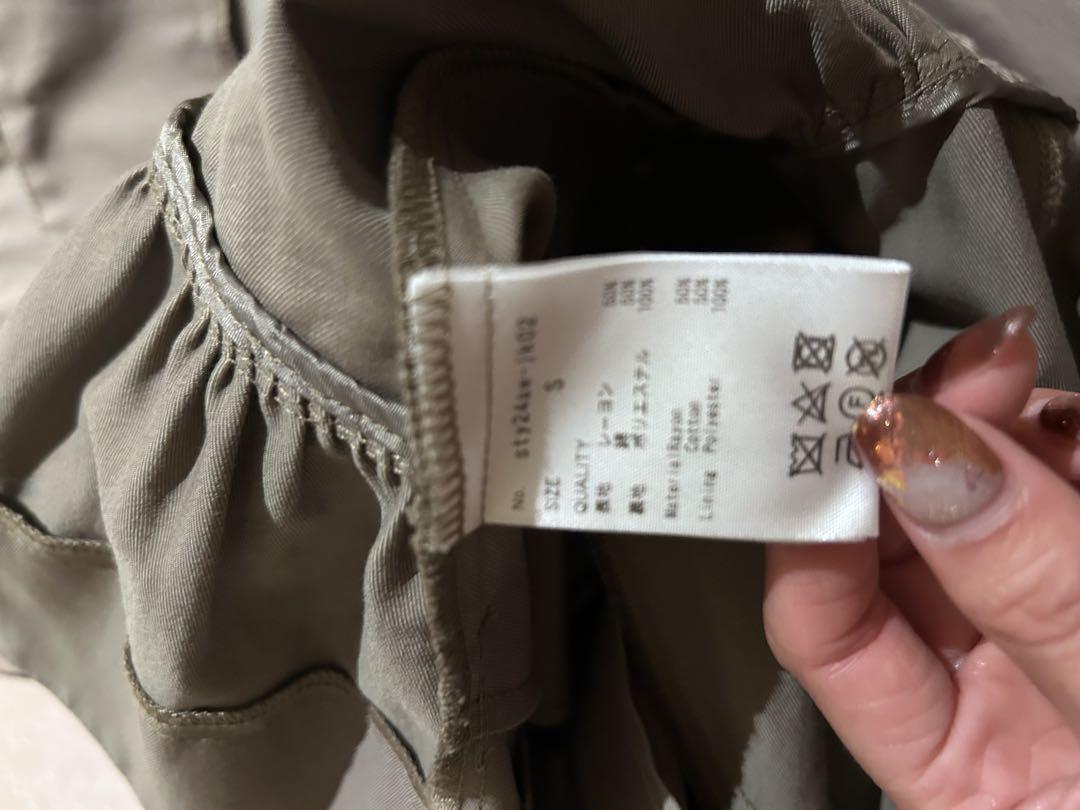 No. sty24aw-jk02
SIZE S
QUALITY
表地 レーヨン 50%
綿 50%
裏地 ポリエステル 100%
Material Rayon 50%
Cotton 50%
Lining Polyester 100%
F